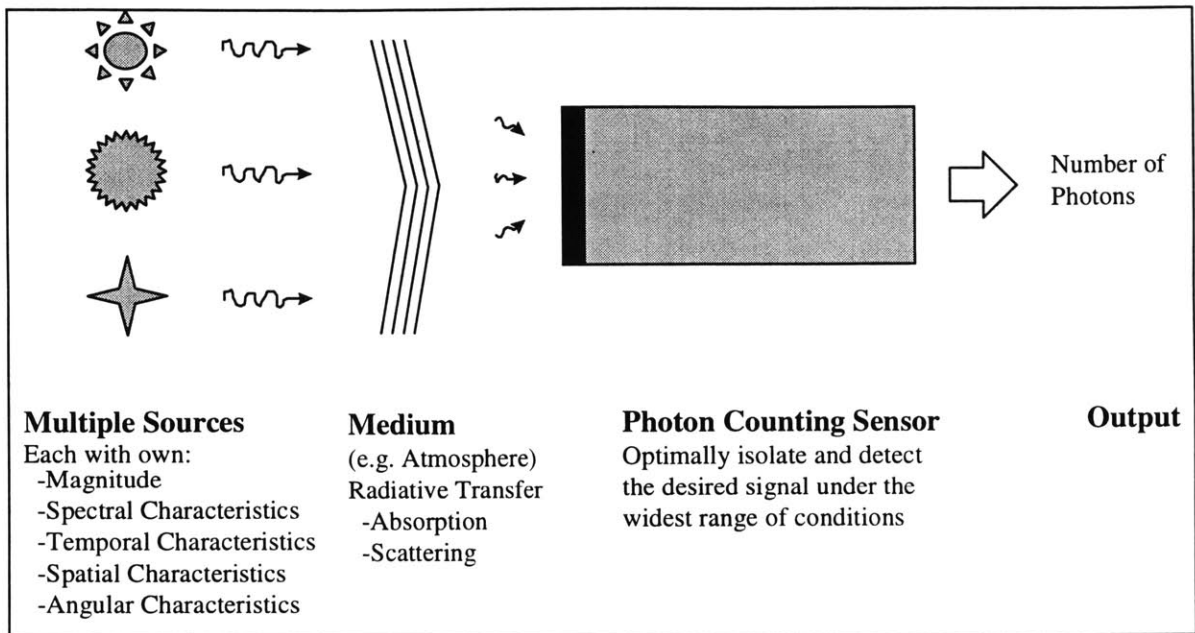 Number of
Photons
Multiple Sources
Each with own:
-Magnitude
-Spectral Characteristics
-Temporal Characteristics
-Spatial Characteristics
-Angular Characteristics
Medium
(e.g. Atmosphere)
Radiative Transfer
-Absorption
-Scattering
Photon Counting Sensor
Optimally isolate and detect
the desired signal under the
widest range of conditions
Output